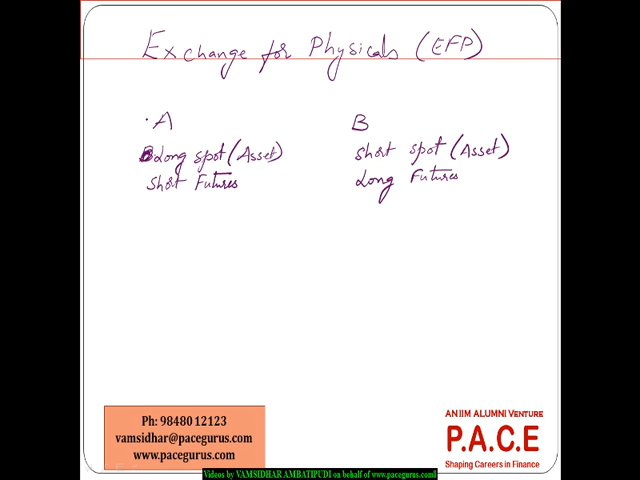 Exchange for Physicals (EFP)
A
B
Long spot (Asset)
short spot (Asset)
short Futures
Long Futures
Ph: 98480 12123
vamsidhar@pacegurus.com
www.pacegurus.com
AN IIM ALUMNI VENTURE
P.A.C.E
Shaping Careers in Finance
Videos by VAMSIDHAR AMBATIPUDI on behalf of www.pacegurus.com